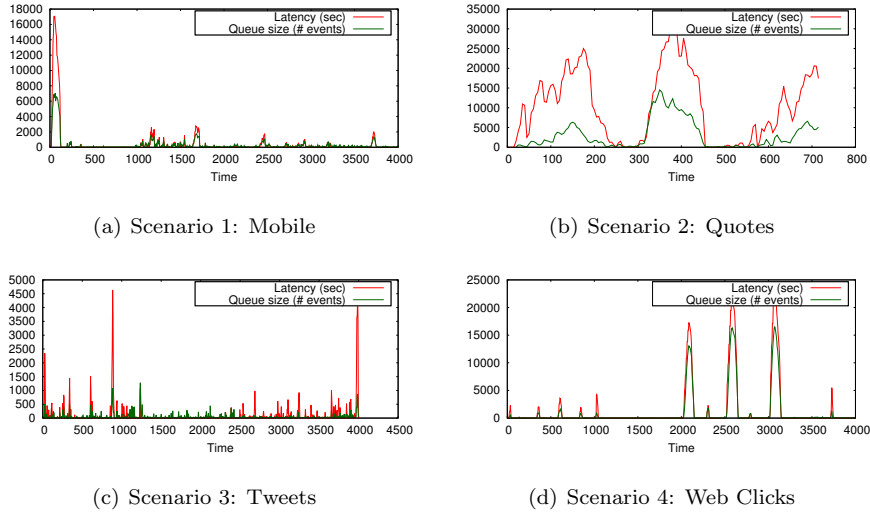 18000
16000
14000
12000
10000
8000
6000
4000
2000
0
Latency (sec)
Queue size (# events)
0 500 1000 1500 2000 2500 3000 3500 4000
Time
(a) Scenario 1: Mobile
35000
30000
25000
20000
15000
10000
5000
0
Latency (sec)
Queue size (# events)
0 200 400 600 800
Time
(b) Scenario 2: Quotes
5000
4500
4000
3500
3000
2500
2000
1500
1000
500
0
Latency (sec)
Queue size (# events)
0 500 1000 1500 2000 2500 3000 3500 4000 4500
Time
(c) Scenario 3: Tweets
25000
20000
15000
10000
5000
0
Latency (sec)
Queue size (# events)
0 500 1000 1500 2000 2500 3000 3500 4000
Time
(d) Scenario 4: Web Clicks